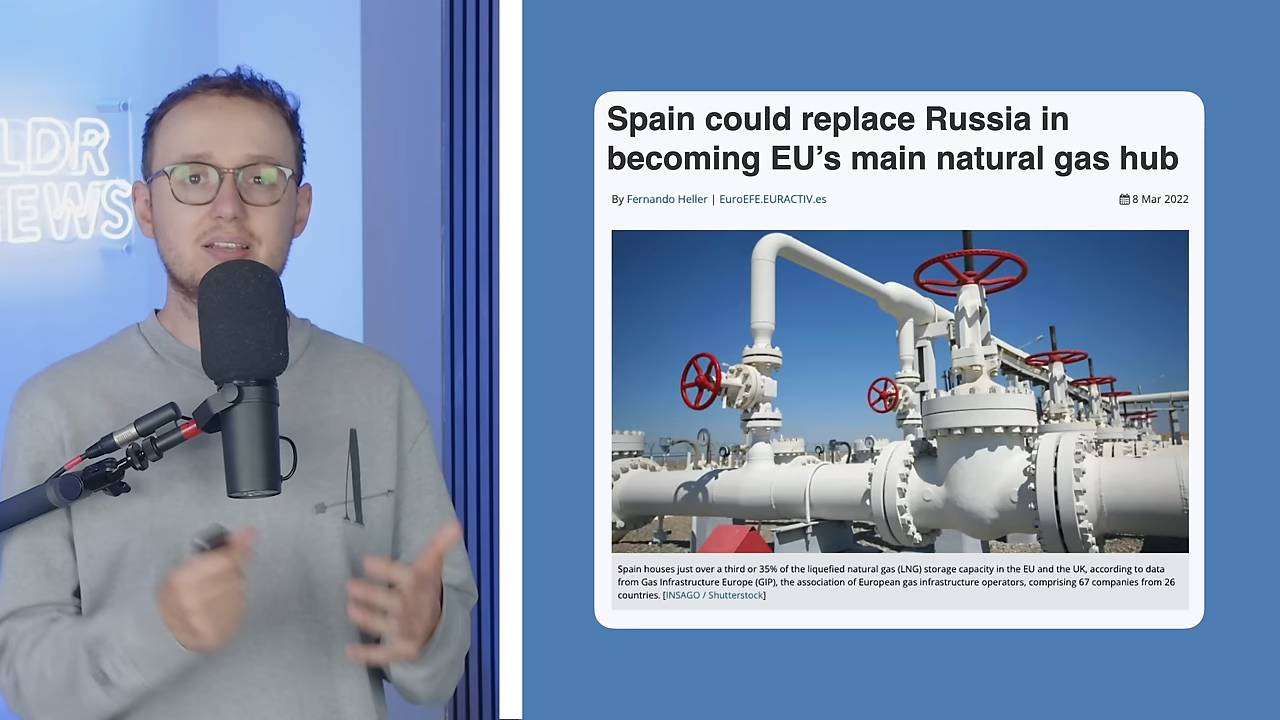 LDR
NEWS
Spain could replace Russia in
becoming EU’s main natural gas hub
By Fernando Heller | EuroEFE.EURACTIV.es
8 Mar 2022
Spain houses just over a third or 35% of the liquefied natural gas (LNG) storage capacity in the EU and the UK, according to data
from Gas Infrastructure Europe (GIP), the association of European gas infrastructure operators, comprising 67 companies from 26
countries. [INSAGO / Shutterstock]